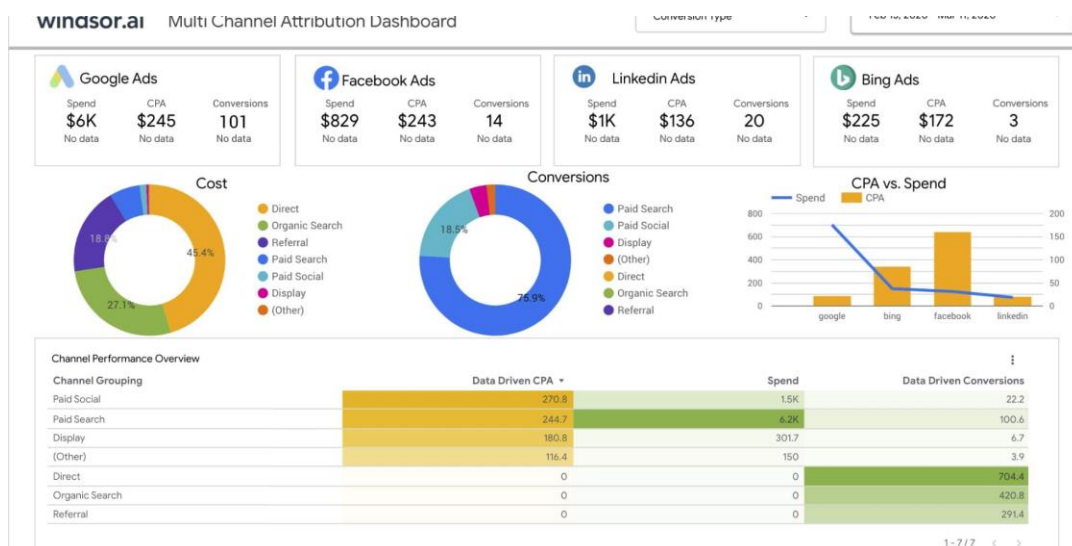 windsor.ai Multi Channel Attribution Dashboard
Conversion Type
Google Ads
Spend CPA Conversions
$6K $245 101
No data No data No data
Facebook Ads
Spend CPA Conversions
$829 $243 14
No data No data No data
in Linkedin Ads
Spend CPA Conversions
$1K $136 20
No data No data No data
Bing Ads
Spend CPA Conversions
$225 $172 3
No data No data No data
Cost
18.8%
45.4%
27.1%
Direct
Organic Search
Referral
Paid Search
Paid Social
Display
(Other)
Conversions
18.5%
75.9%
Paid Search
Paid Social
Display
(Other)
Direct
Organic Search
Referral
CPA vs. Spend
Spend CPA
800 200
600 150
400 100
200 50
0 0
google bing facebook linkedin
Channel Performance Overview
Channel Grouping Data Driven CPA Spend Data Driven Conversions
Paid Social 270.8 1.5K 22.2
Paid Search 244.7 6.2K 100.6
Display 180.8 301.7 6.7
(Other) 116.4 150 3.9
Direct 0 0 704.4
Organic Search 0 0 420.8
Referral 0 0 291.4
1 - 7 / 7 < >